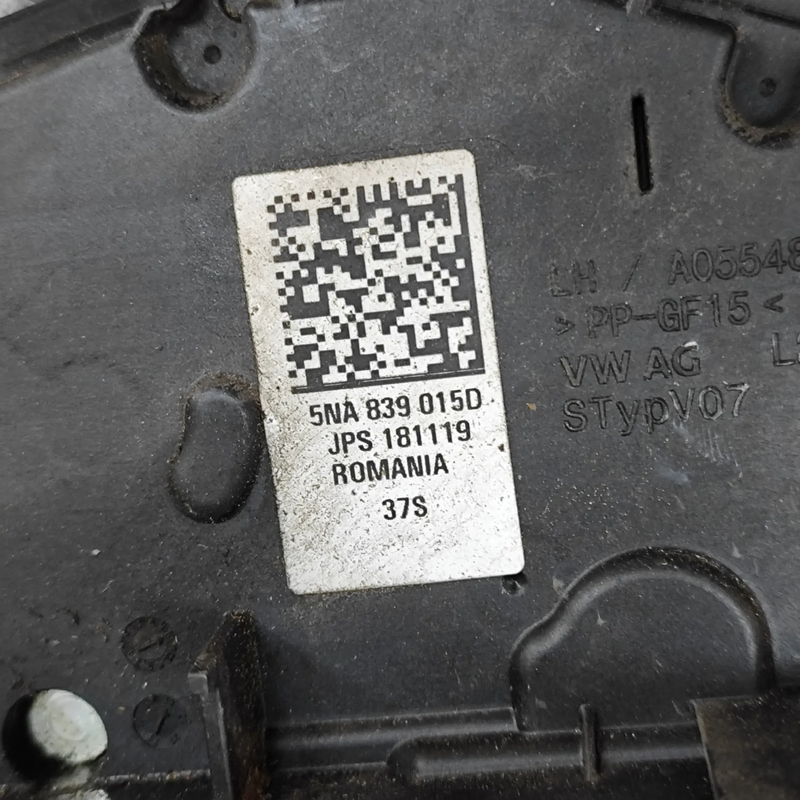 5NA 839 015D
JPS 181119
ROMANIA
37S
LH / A05548
>PP-GF15<
VW AG
STypV07